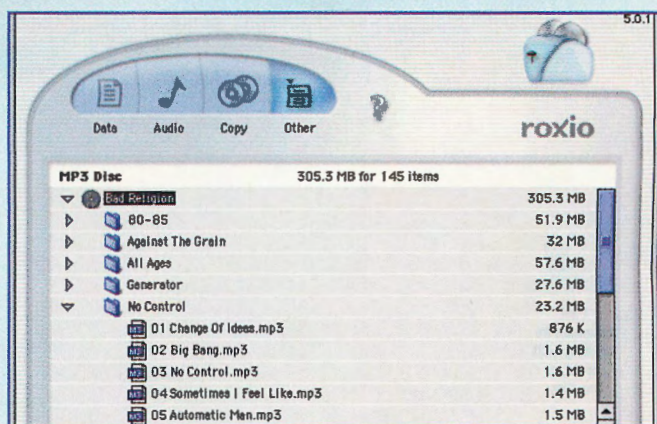 5.0.1
Data Audio Copy Other
roxio
MP3 Disc 305.3 MB for 145 items
Bad Religion 305.3 MB
80-85 51.9 MB
Against The Grain 32 MB
All Ages 57.6 MB
Generator 27.6 MB
No Control 23.2 MB
01 Change Of Ideas.mp3 876 K
02 Big Bang.mp3 1.6 MB
03 No Control.mp3 1.6 MB
04 Sometimes I Feel Like.mp3 1.4 MB
05 Automatic Man.mp3 1.5 MB